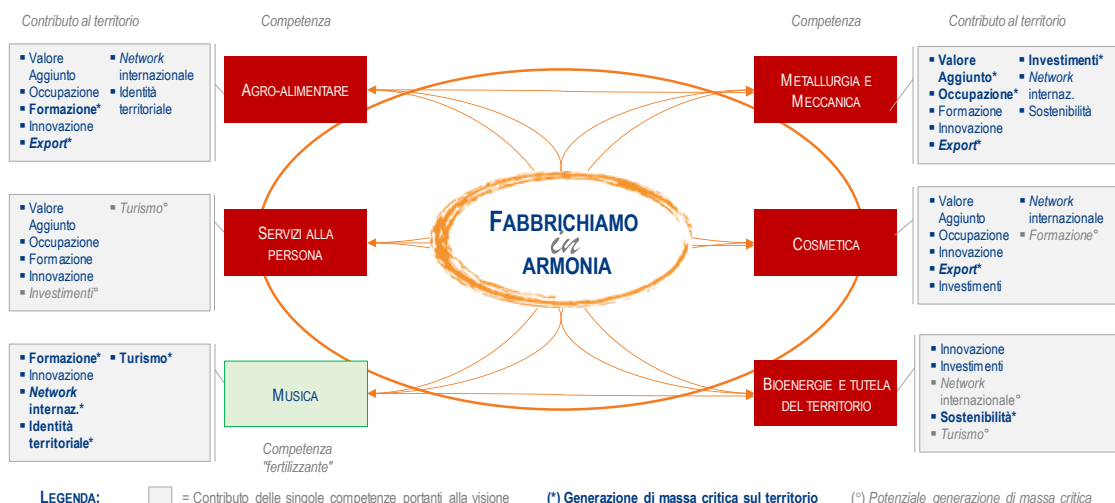 Contributo al territorio
Competenza
Competenza
Contributo al territorio
▪ Valore
Aggiunto
▪ Occupazione
▪ Formazione*
▪ Innovazione
▪ Export*
▪ Network
internazionale
▪ Identità
territoriale
AGRO-ALIMENTARE
METALLURGIA E
MECCANICA
▪ Valore
Aggiunto*
▪ Occupazione*
▪ Formazione
▪ Innovazione
▪ Export*
▪ Investimenti*
▪ Network
internaz.
▪ Sostenibilità
▪ Valore
Aggiunto
▪ Occupazione
▪ Formazione
▪ Innovazione
▪ Investimenti°
▪ Turismo°
SERVIZI ALLA
PERSONA
FABBRICHIAMO
in
ARMONIA
COSMETICA
▪ Valore
Aggiunto
▪ Occupazione
▪ Innovazione
▪ Export*
▪ Investimenti
▪ Network
internazionale
▪ Formazione°
▪ Formazione*
▪ Innovazione
▪ Network
internaz.*
▪ Identità
territoriale*
▪ Turismo*
MUSICA
Competenza
"fertilizzante"
BIOENERGIE E TUTELA
DEL TERRITORIO
▪ Innovazione
▪ Investimenti
▪ Network
internazionale°
▪ Sostenibilità*
▪ Turismo°
LEGENDA:
= Contributo delle singole competenze portanti alla visione
(*) Generazione di massa critica sul territorio
(°) Potenziale generazione di massa critica